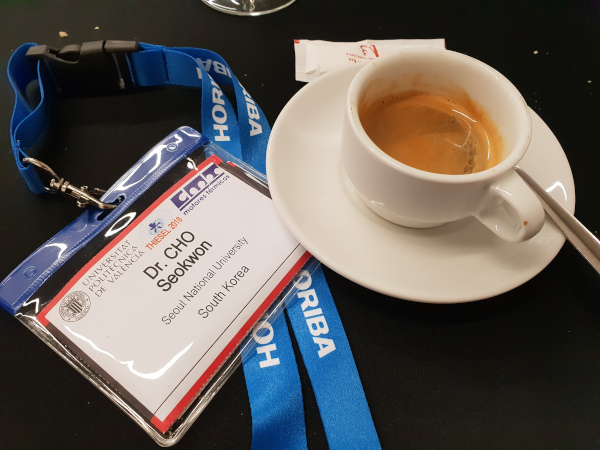 HORIBA
HORIBA
UNIVERSITAT
POLITÈCNICA
DE VALÈNCIA
THIESEL 2018
cmt
motores térmicos
Dr. CHO
Seokwon
Seoul National University
South Korea
HORIBA
ORIBA